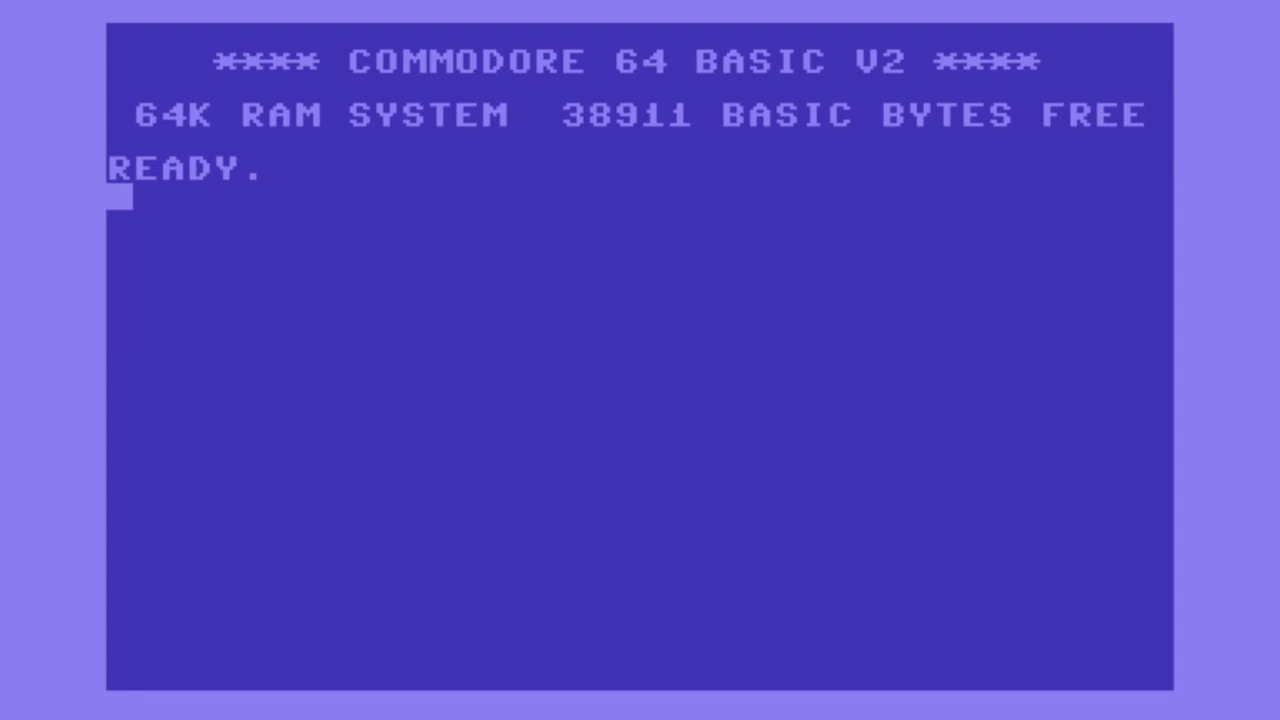 **** COMMODORE 64 BASIC V2 ****
64K RAM SYSTEM  38911 BASIC BYTES FREE
READY.